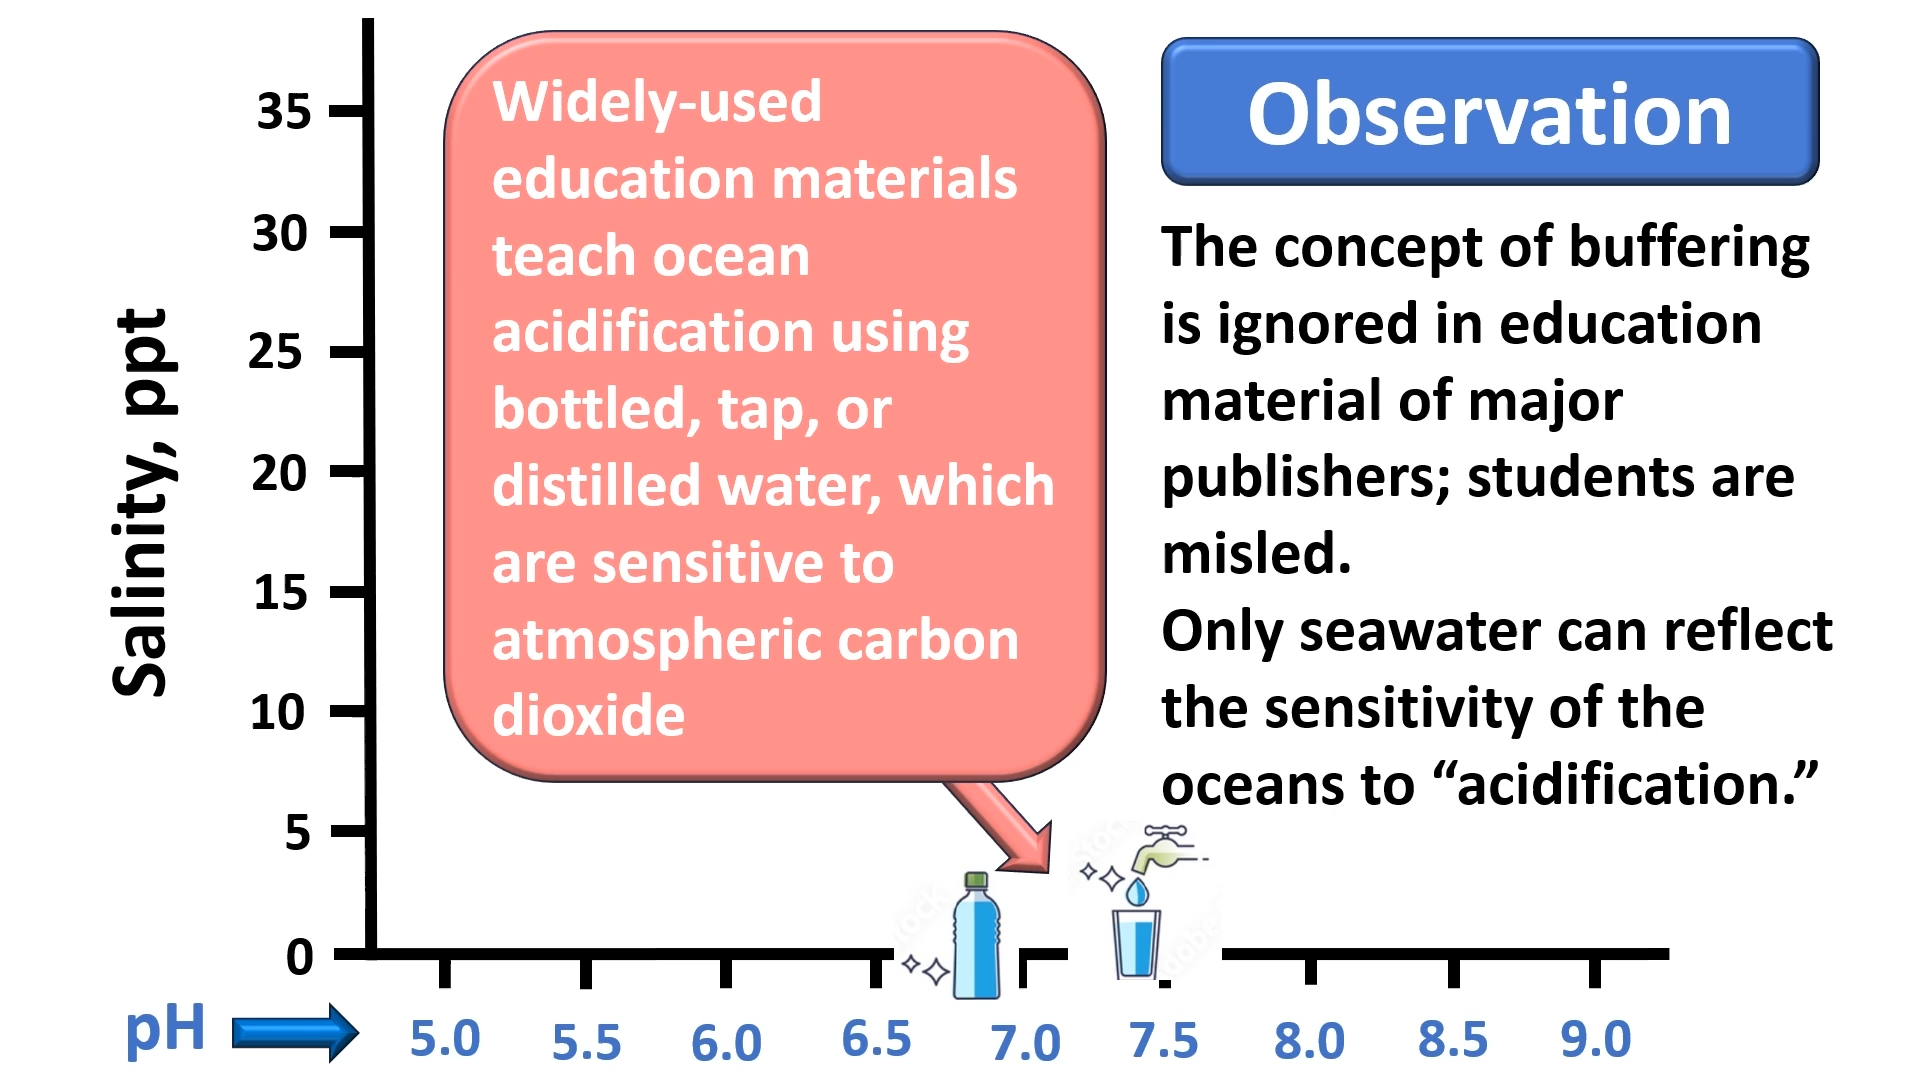 Widely-used
education materials
teach ocean
acidification using
bottled, tap, or
distilled water, which
are sensitive to
atmospheric carbon
dioxide
Observation
The concept of buffering
is ignored in education
material of major
publishers; students are
misled.
Only seawater can reflect
the sensitivity of the
oceans to “acidification.”
Salinity, ppt
35
30
25
20
15
10
5
0
pH
5.0 5.5 6.0 6.5 7.0 7.5 8.0 8.5 9.0